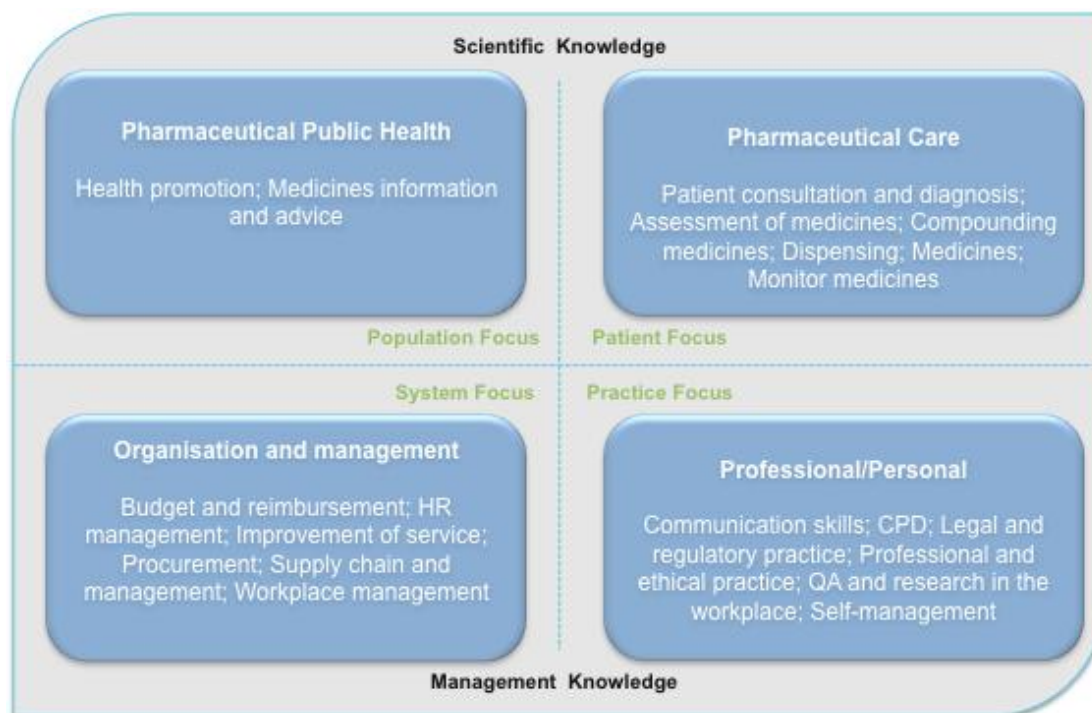 Scientific Knowledge
Pharmaceutical Public Health
Health promotion; Medicines information
and advice
Population Focus
Pharmaceutical Care
Patient consultation and diagnosis;
Assessment of medicines; Compounding
medicines; Dispensing; Medicines;
Monitor medicines
Patient Focus
System Focus
Organisation and management
Budget and reimbursement; HR
management; Improvement of service;
Procurement; Supply chain and
management; Workplace management
Practice Focus
Professional/Personal
Communication skills; CPD; Legal and
regulatory practice; Professional and
ethical practice; QA and research in the
workplace; Self-management
Management Knowledge